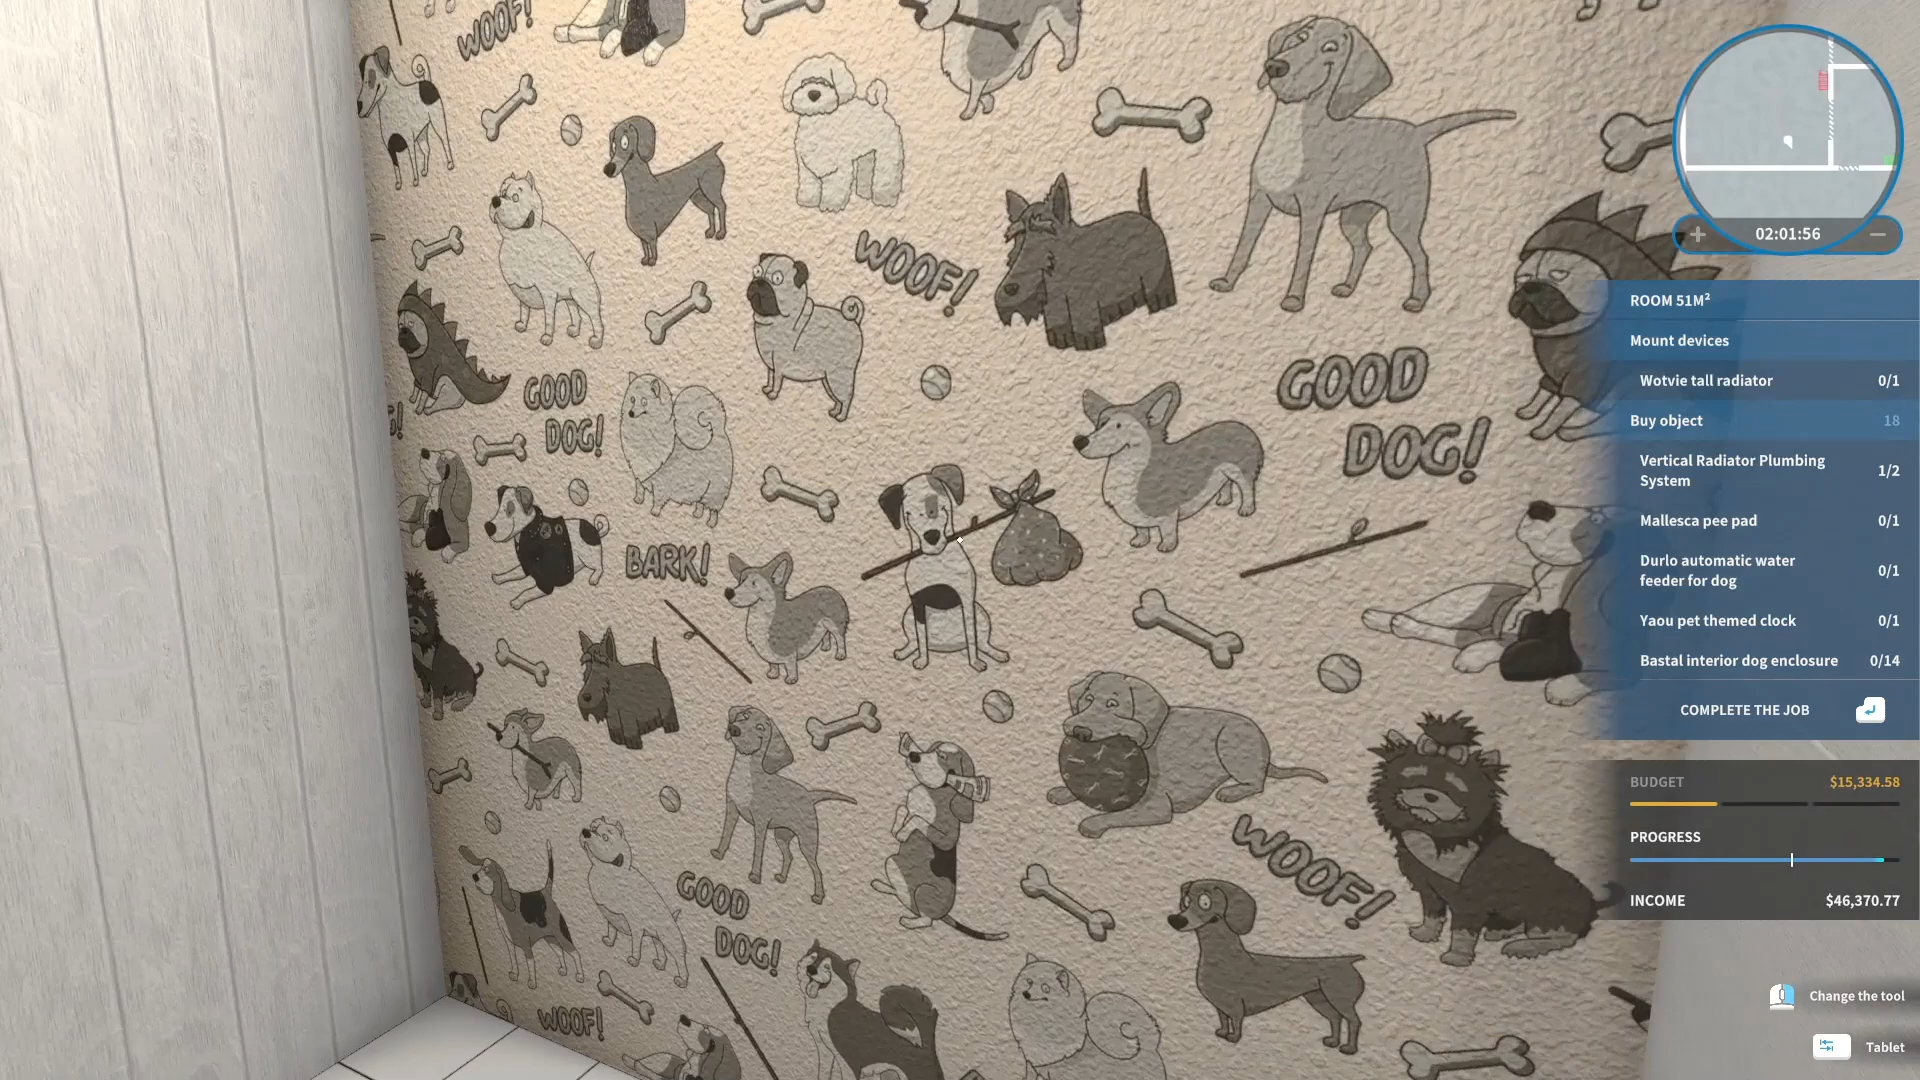 WOOF!
WOOF!
GOOD
DOG!
GOOD
DOG!
BARK!
WOOF!
GOOD
DOG!
WOOF!
02:01:56
ROOM 51M²
Mount devices
Wotvie tall radiator 0/1
Buy object 18
Vertical Radiator Plumbing
System 1/2
Mallesca pee pad 0/1
Durlo automatic water
feeder for dog 0/1
Yaou pet themed clock 0/1
Bastal interior dog enclosure 0/14
COMPLETE THE JOB
BUDGET $15,334.58
PROGRESS
INCOME $46,370.77
Change the tool
Tablet